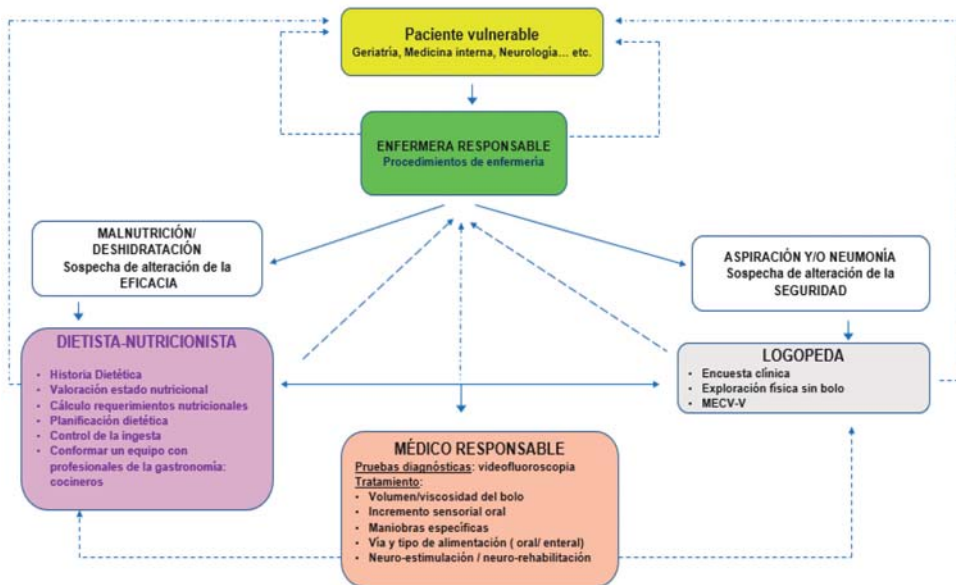 Paciente vulnerable
Geriatría, Medicina interna, Neurología... etc.
ENFERMERA RESPONSABLE
Procedimientos de enfermería
MALNUTRICIÓN/
DESHIDRATACIÓN
Sospecha de alteración de la
EFICACIA
ASPIRACIÓN Y/O NEUMONÍA
Sospecha de alteración de la
SEGURIDAD
DIETISTA-NUTRICIONISTA
• Historia Dietética
• Valoración estado nutricional
• Cálculo requerimientos nutricionales
• Planificación dietética
• Control de la ingesta
• Conformar un equipo con
profesionales de la gastronomía:
cocineros
LOGOPEDA
• Encuesta clínica
• Exploración física sin bolo
• MECV-V
MÉDICO RESPONSABLE
Pruebas diagnósticas: videofluoroscopia
Tratamiento:
• Volumen/viscosidad del bolo
• Incremento sensorial oral
• Maniobras específicas
• Vía y tipo de alimentación ( oral/ enteral)
• Neuro-estimulación / neuro-rehabilitación